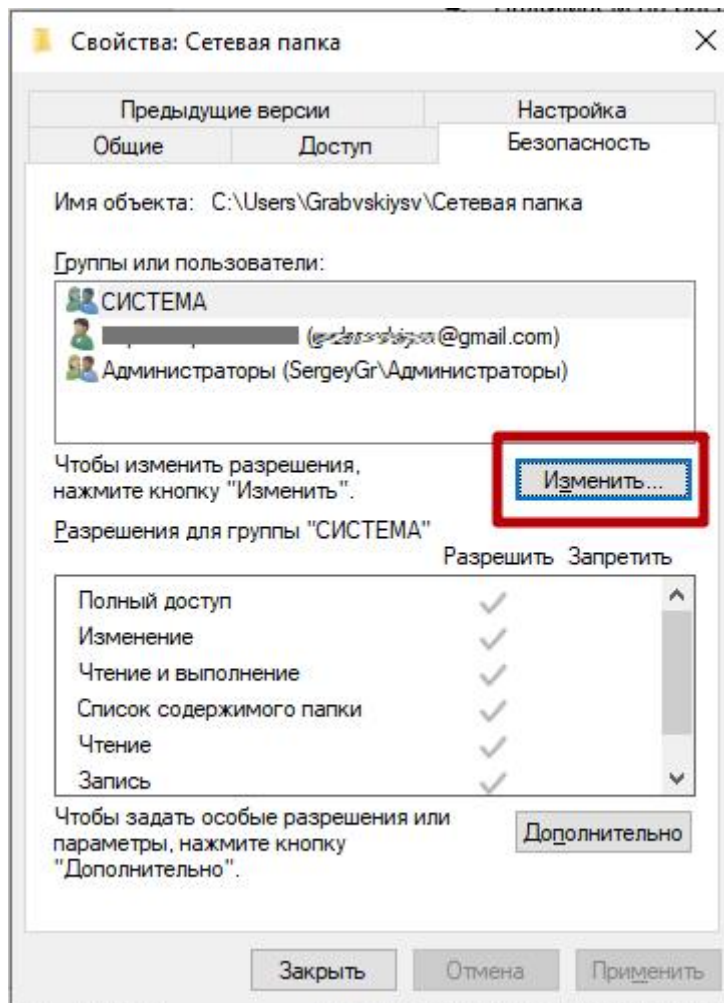 Свойства: Сетевая папка
Предыдущие версии Настройка
Общие Доступ Безопасность
Имя объекта: C:\Users\Grabvskiysv\Сетевая папка
Группы или пользователи:
СИСТЕМА
@gmail.com)
Администраторы (SergeyGr\Администраторы)
Чтобы изменить разрешения,
нажмите кнопку "Изменить".
Изменить...
Разрешения для группы "СИСТЕМА"
Разрешить Запретить
Полный доступ
Изменение
Чтение и выполнение
Список содержимого папки
Чтение
Запись
Чтобы задать особые разрешения или
параметры, нажмите кнопку
"Дополнительно".
Дополнительно
Закрыть Отмена Применить